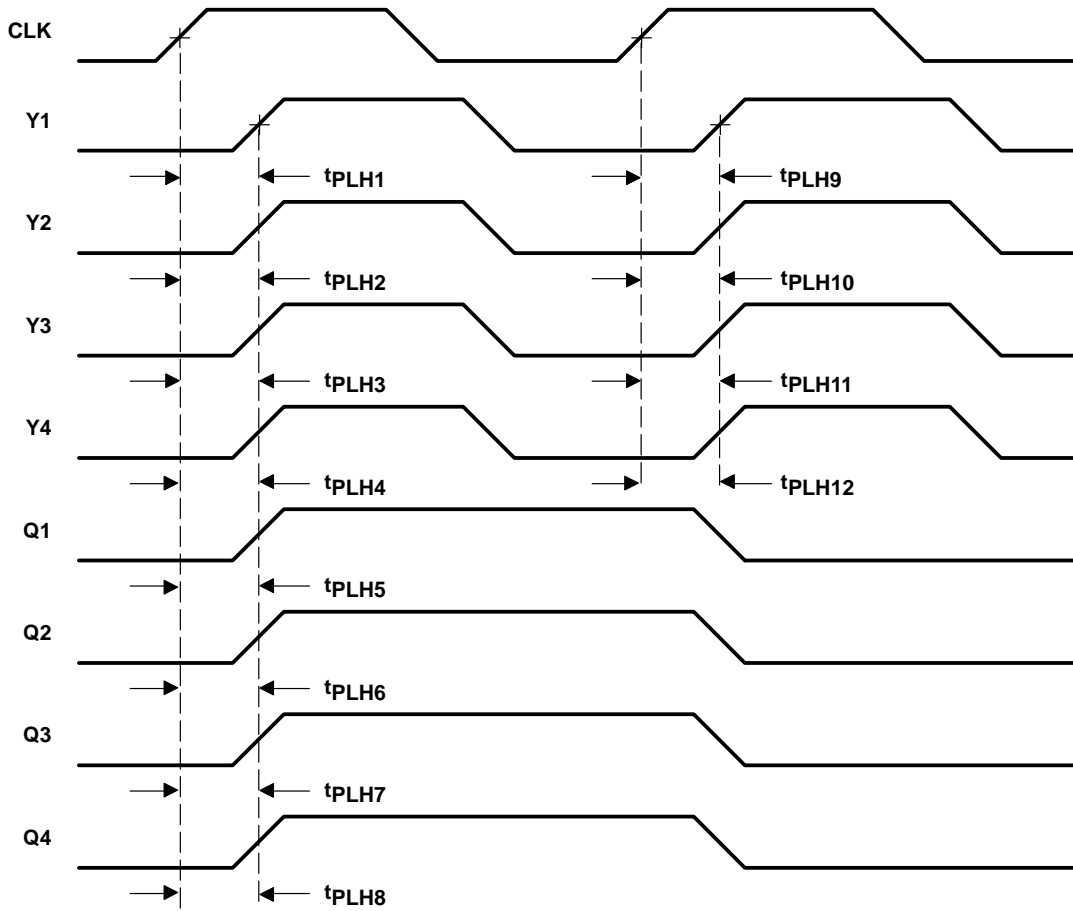 CLK
Y1
tPLH1 tPLH9
Y2
tPLH2 tPLH10
Y3
tPLH3 tPLH11
Y4
tPLH4 tPLH12
Q1
tPLH5
Q2
tPLH6
Q3
tPLH7
Q4
tPLH8